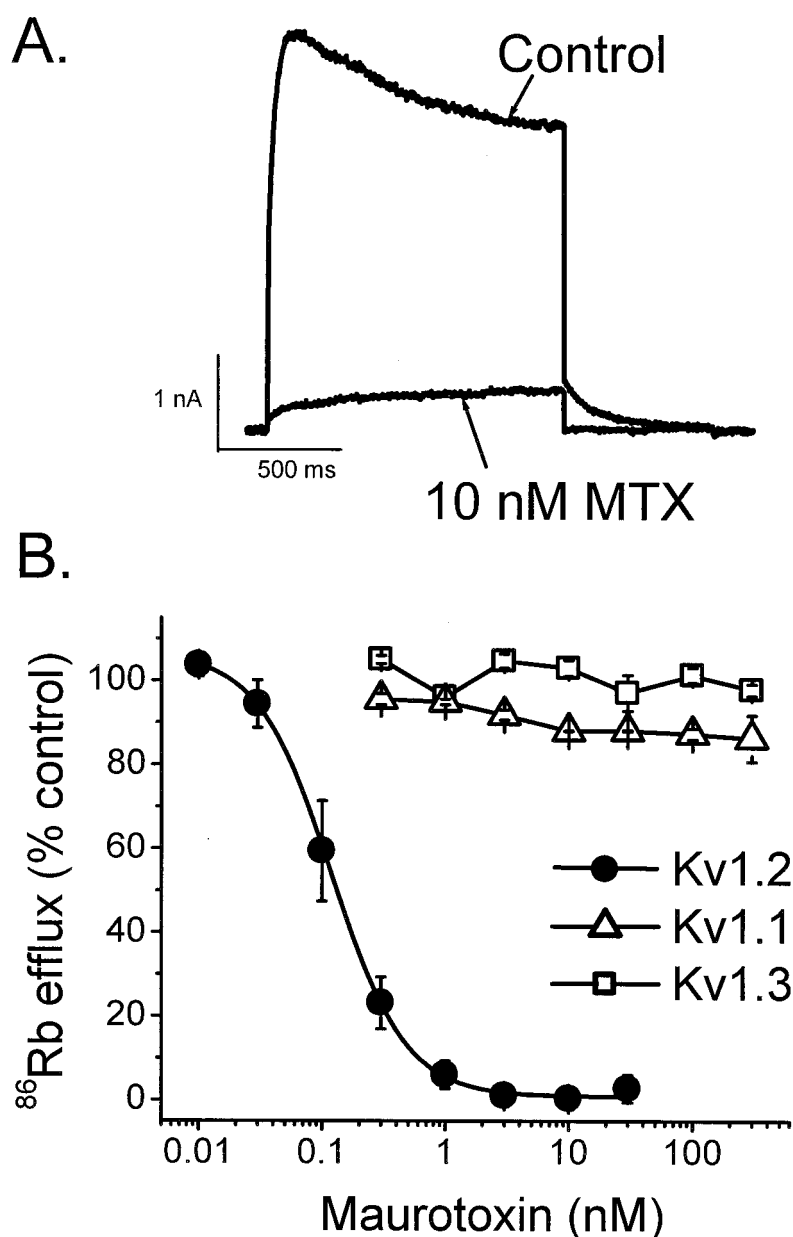 A.
Control
1 nA
500 ms
10 nM MTX
B.
⁸⁶Rb efflux (% control)
100
80
60
40
20
0
Kv1.2
Kv1.1
Kv1.3
0.01
0.1
1
10
100
Maurotoxin (nM)